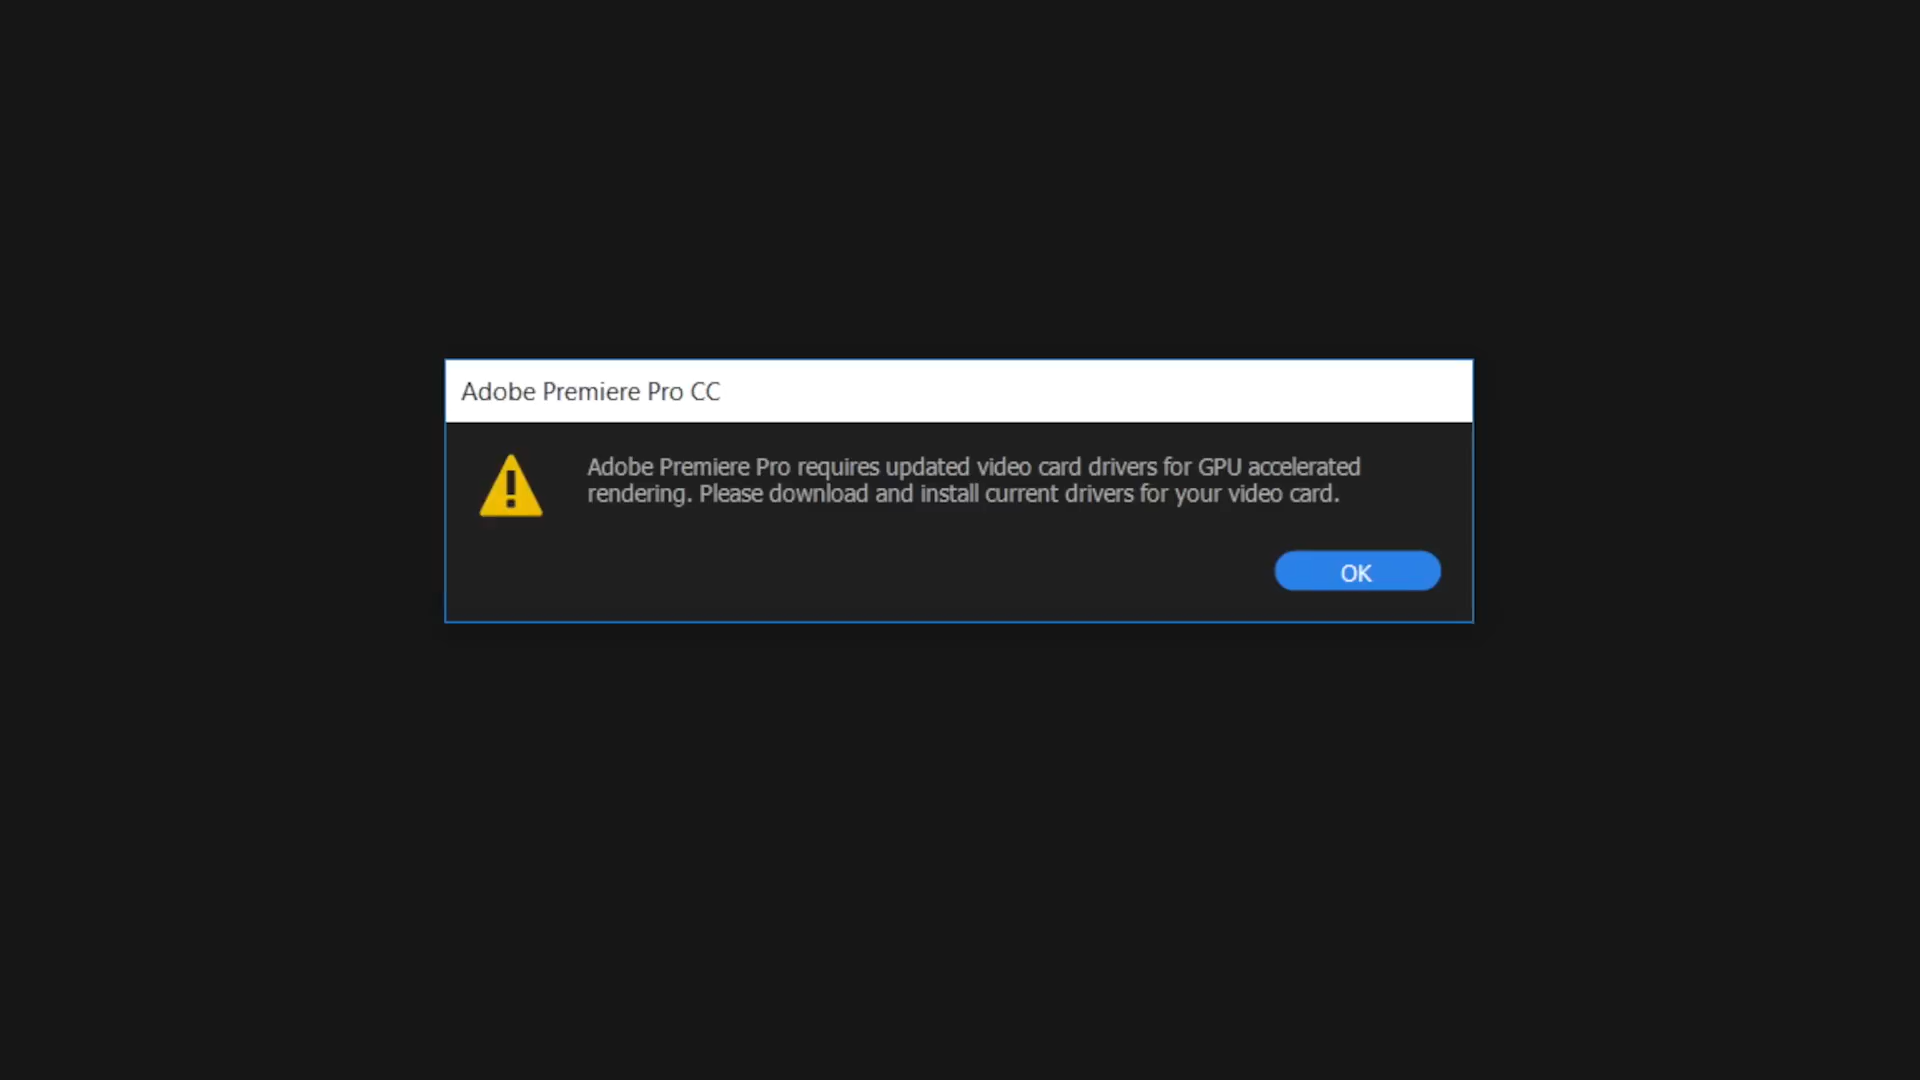 Adobe Premiere Pro CC
Adobe Premiere Pro requires updated video card drivers for GPU accelerated
rendering. Please download and install current drivers for your video card.
OK